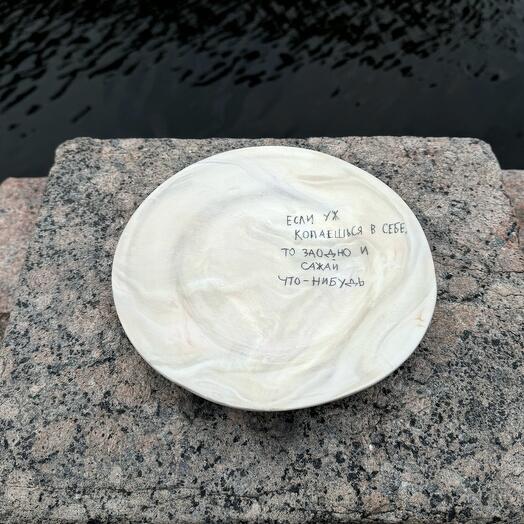 ЕСЛИ УЖ
КОПАЕШЬСЯ В СЕБЕ,
ТО ЗАОДНО И
САЖАЙ
ЧТО-НИБУДЬ